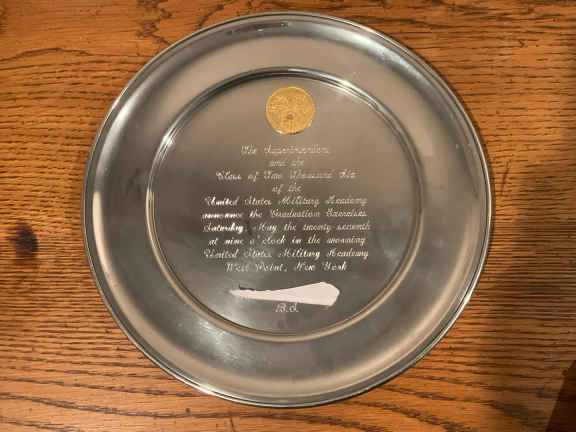 The Superintendent
and the
Class of Two Thousand Six
of the
United States Military Academy
announce the Graduation Exercises
Saturday May the twenty-seventh
at nine o'clock in the morning
United States Military Academy
West Point, New York
B.S.